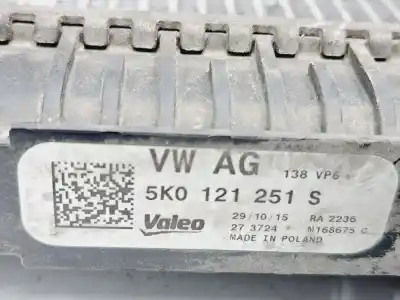 VW AG 138 VP6
5K0 121 251 S
Valeo 29/10/15 RA 2236
27 3724 M168675 C
MADE IN POLAND